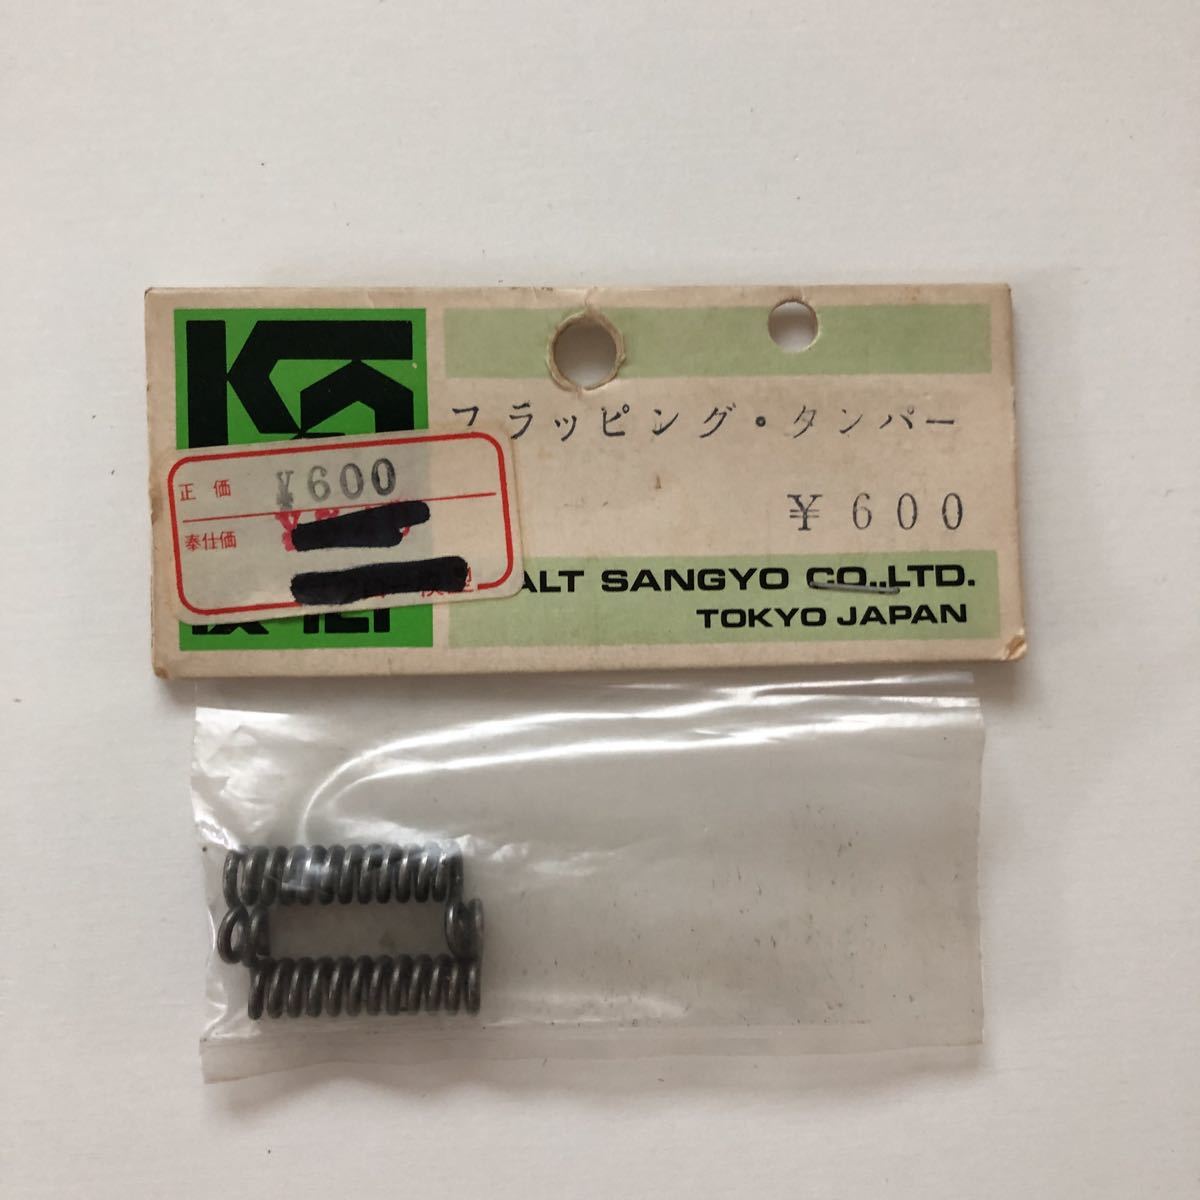 フラッピング・タンパー
¥600
正価 ¥600
奉仕価
ALT SANGYO CO.,LTD.
TOKYO JAPAN